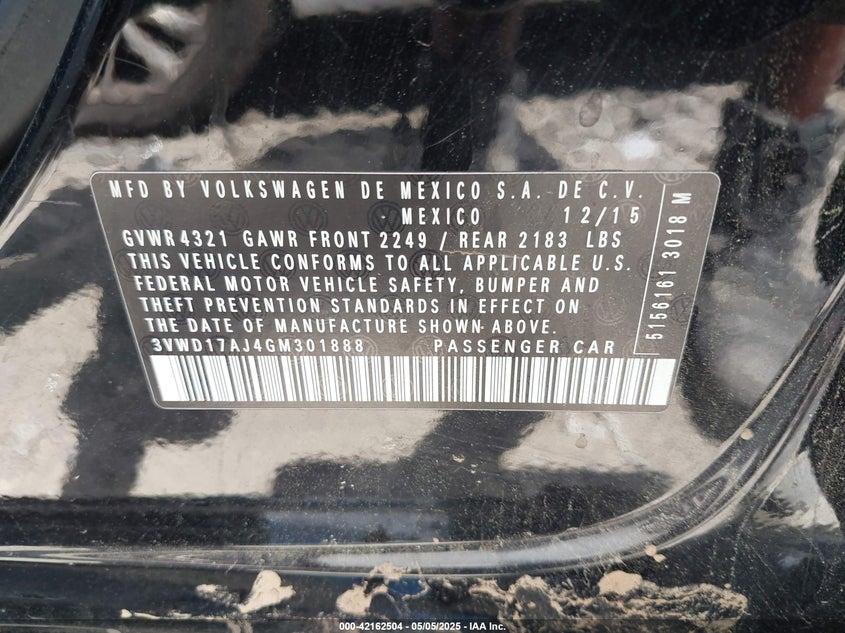 MFD BY VOLKSWAGEN DE MEXICO S.A. DE C.V.
MEXICO 12/15
GVWR 4321 GAWR FRONT 2249 / REAR 2183 LBS
THIS VEHICLE CONFORMS TO ALL APPLICABLE U.S.
FEDERAL MOTOR VEHICLE SAFETY, BUMPER AND
THEFT PREVENTION STANDARDS IN EFFECT ON
THE DATE OF MANUFACTURE SHOWN ABOVE.
3VWD17AJ4GM301888 PASSENGER CAR
5156161 3018 M
000-42162504 - 05/05/2025 - IAA Inc.